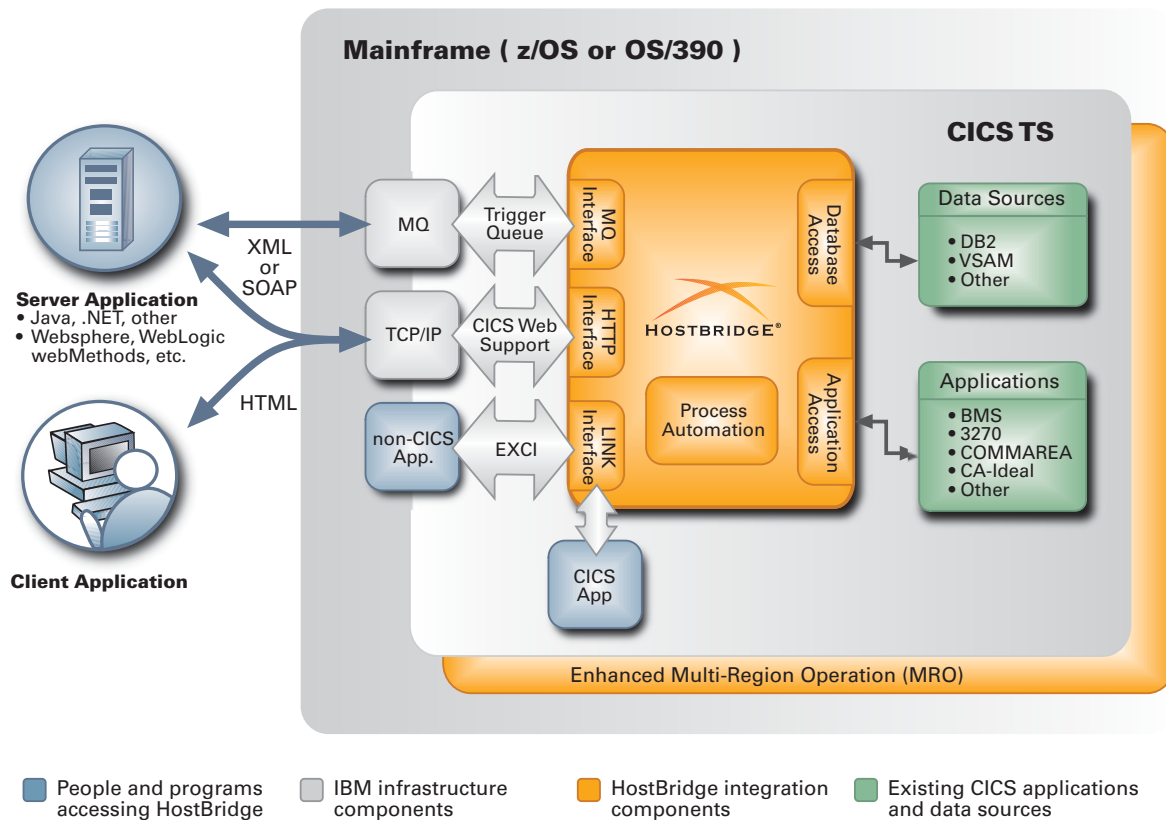 Mainframe ( z/OS or OS/390 )
CICS TS
MQ
Trigger
Queue
MQ
Interface
Database
Access
Data Sources
• DB2
• VSAM
• Other
XML
or
SOAP
Server Application
• Java, .NET, other
• Websphere, WebLogic
webMethods, etc.
TCP/IP
CICS Web
Support
HTTP
Interface
HOSTBRIDGE®
HTML
non-CICS
App.
EXCI
LINK
Interface
Process
Automation
Application
Access
Applications
• BMS
• 3270
• COMMAREA
• CA-Ideal
• Other
Client Application
CICS
App
Enhanced Multi-Region Operation (MRO)
People and programs
accessing HostBridge
IBM infrastructure
components
HostBridge integration
components
Existing CICS applications
and data sources